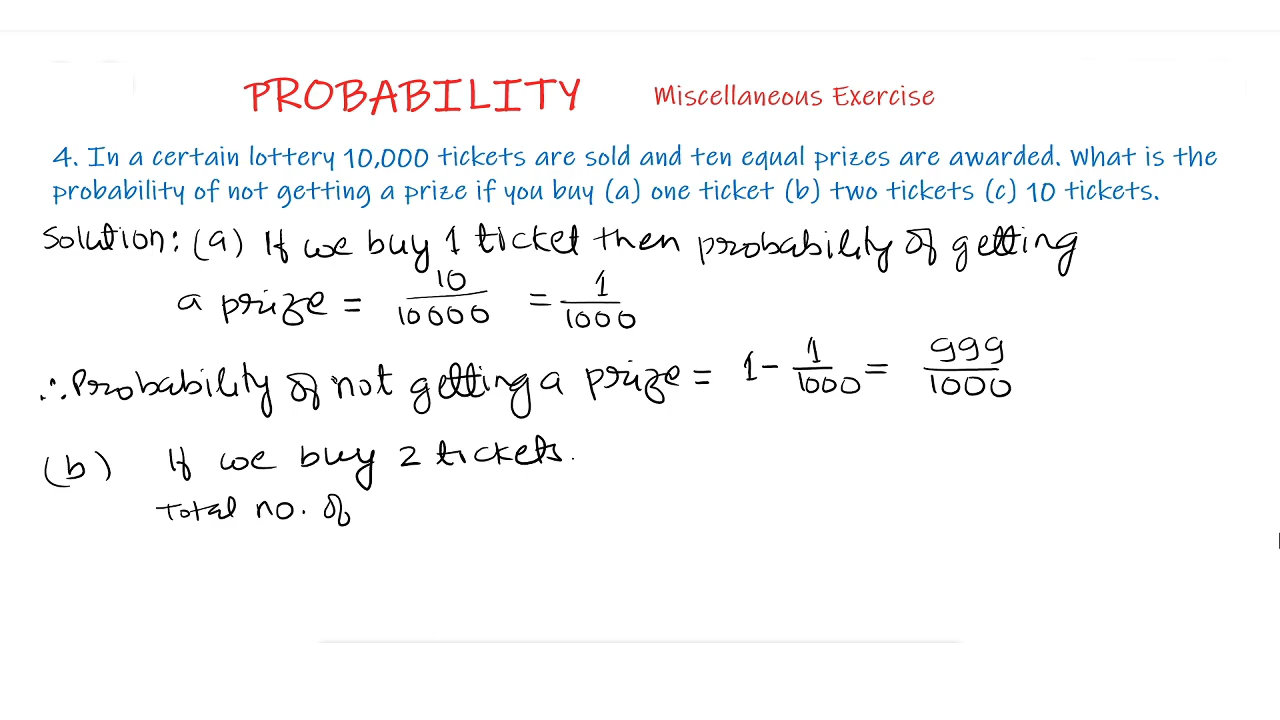 PROBABILITY Miscellaneous Exercise
4. In a certain lottery 10,000 tickets are sold and ten equal prizes are awarded. What is the
probability of not getting a prize if you buy (a) one ticket (b) two tickets (c) 10 tickets.
Solution: (a) If we buy 1 ticket then probability of getting
a prize = 10/10000 = 1/1000
∴ Probability of not getting a prize = 1 - 1/1000 = 999/1000
(b) If we buy 2 tickets.
Total no. of